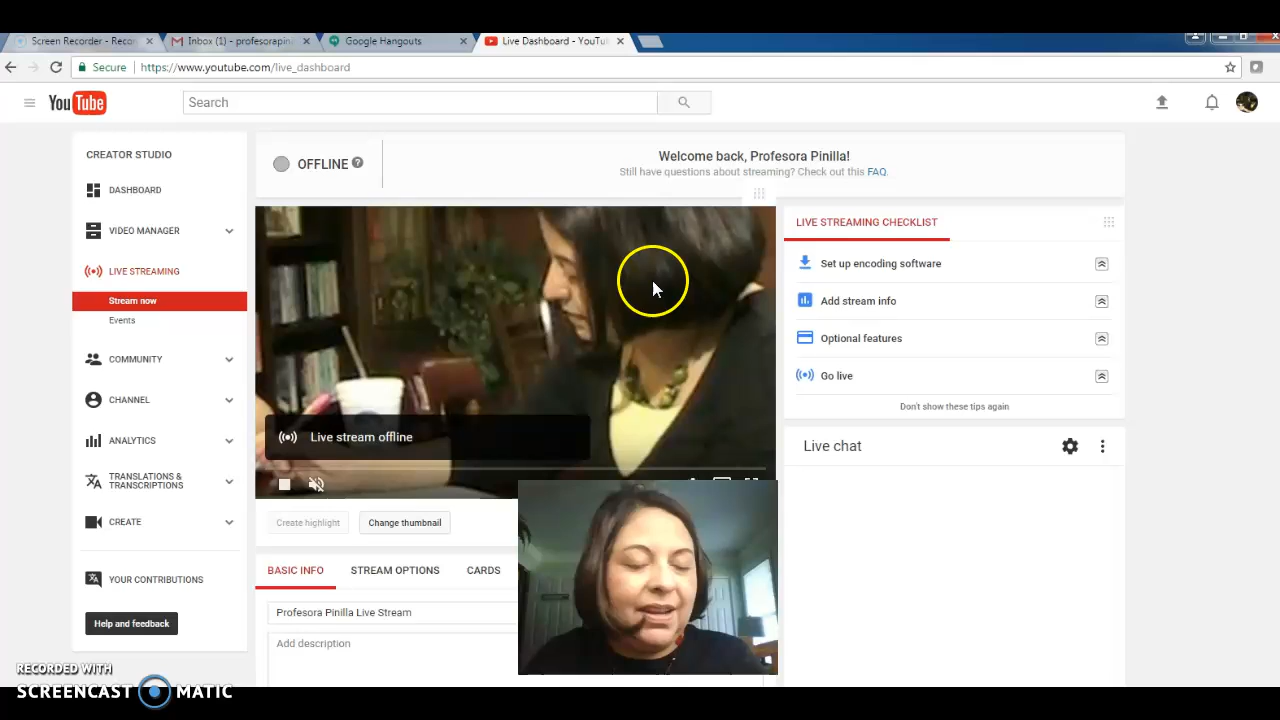 Screen Recorder - Recor
Inbox (1) - profesorapin
Google Hangouts
Live Dashboard - YouTu
Secure
https://www.youtube.com/live_dashboard
YouTube
Search
CREATOR STUDIO
DASHBOARD
VIDEO MANAGER
LIVE STREAMING
Stream now
Events
COMMUNITY
CHANNEL
ANALYTICS
TRANSLATIONS &
TRANSCRIPTIONS
CREATE
YOUR CONTRIBUTIONS
Help and feedback
OFFLINE ?
Welcome back, Profesora Pinilla!
Still have questions about streaming? Check out this FAQ.
Live stream offline
Create highlight
Change thumbnail
BASIC INFO
STREAM OPTIONS
CARDS
Profesora Pinilla Live Stream
Add description
LIVE STREAMING CHECKLIST
Set up encoding software
Add stream info
Optional features
Go live
Don't show these tips again
Live chat
RECORDED WITH
SCREENCAST MATIC